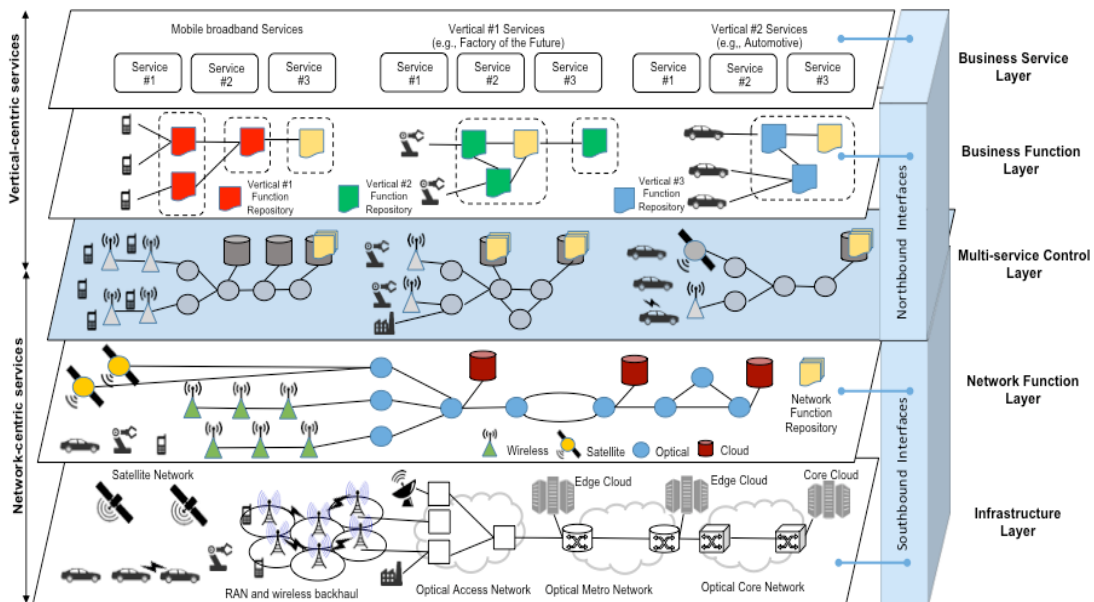 Vertical-centric services
Network-centric services
Mobile broadband Services
Service
#1
Service
#2
Service
#3
Vertical #1 Services
(e.g., Factory of the Future)
Service
#1
Service
#2
Service
#3
Vertical #2 Services
(e.g,, Automotive)
Service
#1
Service
#2
Service
#3
Business Service
Layer
Vertical #1
Function
Repository
Vertical #2
Function
Repository
Vertical #3
Function
Repository
Business Function
Layer
Northbound Interfaces
Multi-service Control
Layer
Network
Function
Repository
Wireless
Satellite
Optical
Cloud
Network Function
Layer
Southbound Interfaces
Satellite Network
Edge Cloud
Edge Cloud
Core Cloud
RAN and wireless backhaul
Optical Access Network
Optical Metro Network
Optical Core Network
Infrastructure
Layer